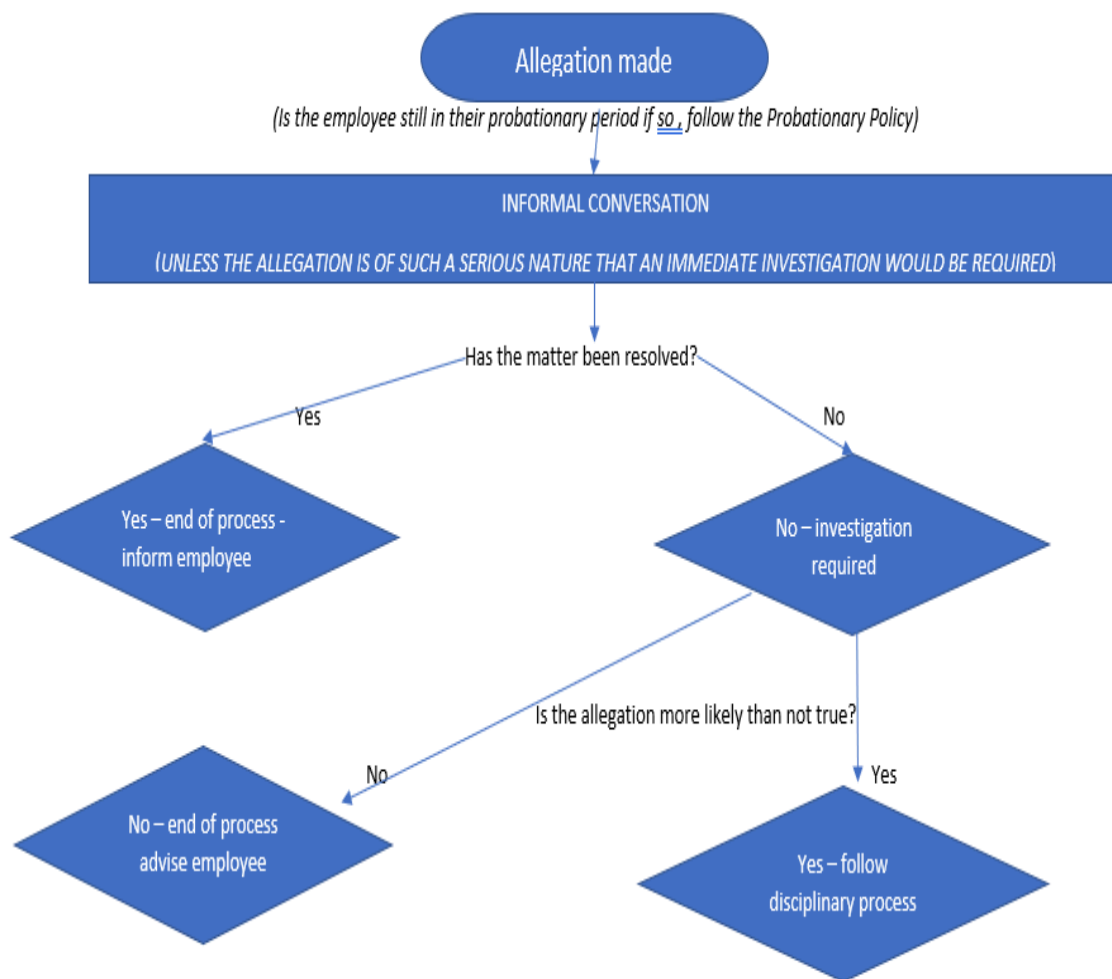 Allegation made
(Is the employee still in their probationary period if so , follow the Probationary Policy)
INFORMAL CONVERSATION
(UNLESS THE ALLEGATION IS OF SUCH A SERIOUS NATURE THAT AN IMMEDIATE INVESTIGATION WOULD BE REQUIRED)
Has the matter been resolved?
Yes
No
Yes – end of process -
inform employee
No – investigation
required
Is the allegation more likely than not true?
No
Yes
No – end of process
advise employee
Yes – follow
disciplinary process